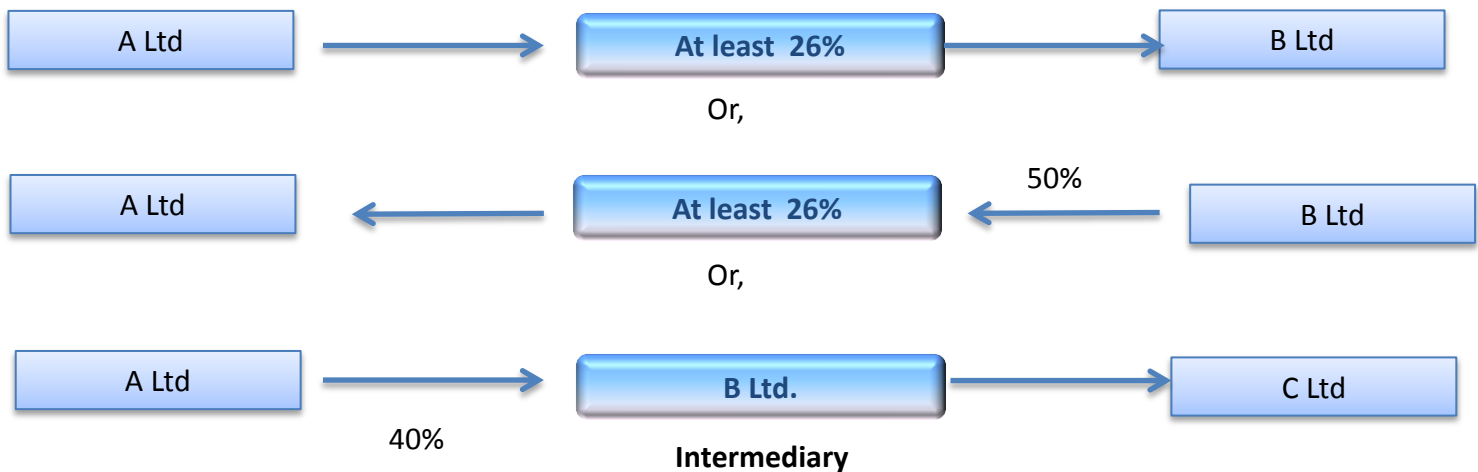 A Ltd At least 26% B Ltd
Or,
50%
A Ltd At least 26% B Ltd
Or,
A Ltd B Ltd. C Ltd
40%
Intermediary